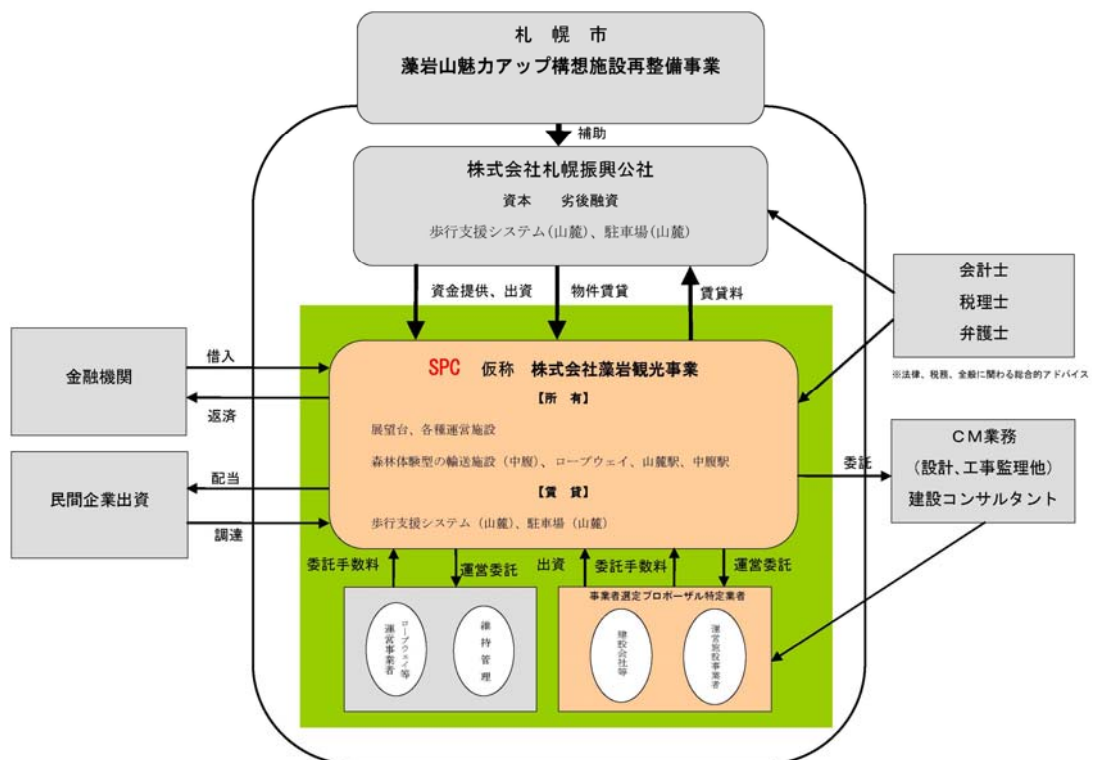 札 幌 市
藻岩山魅力アップ構想施設再整備事業
補助
株式会社札幌振興公社
資本 劣後融資
歩行支援システム(山麓)、駐車場(山麓)
資金提供、出資
物件賃貸
賃貸料
会計士
税理士
弁護士
※法律、税務、全般に関わる総合的アドバイス
金融機関
借入
返済
SPC 仮称 株式会社藻岩観光事業
【所 有】
展望台、各種運営施設
森林体験型の輸送施設（中腹）、ロープウェイ、山麓駅、中腹駅
【賃 貸】
歩行支援システム（山麓）、駐車場（山麓）
民間企業出資
配当
調達
委託
CM業務
(設計、工事監理他)
建設コンサルタント
委託手数料
運営委託
出資
委託手数料
運営委託
ロープウェイ等
運営事業者
維持管理
事業者選定プロポーザル特定業者
建設会社等
運営施設事業者